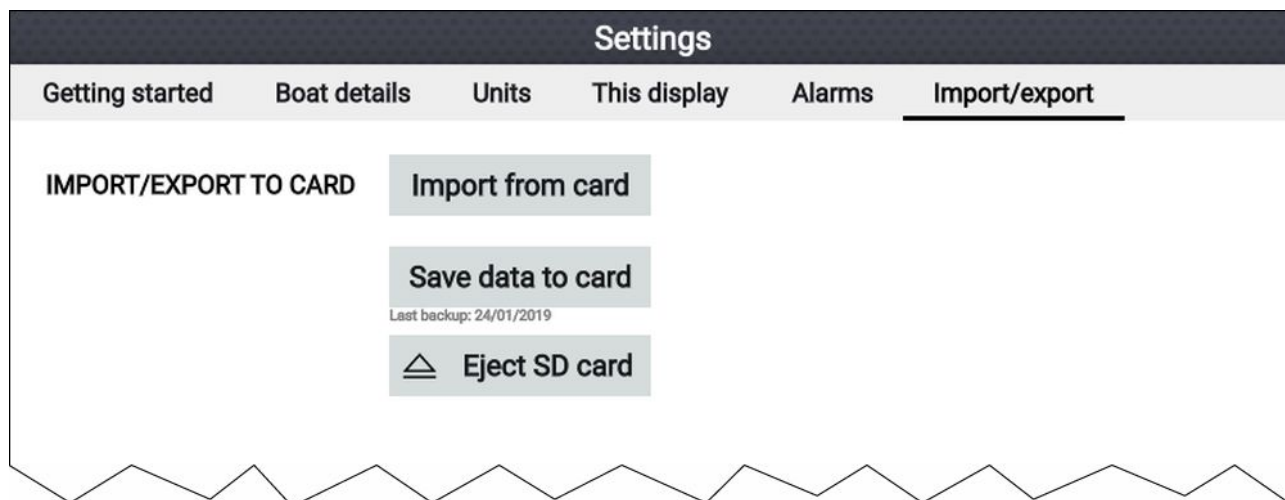 Settings
Getting started Boat details Units This display Alarms Import/export
IMPORT/EXPORT TO CARD Import from card
Save data to card
Last backup: 24/01/2019
Eject SD card